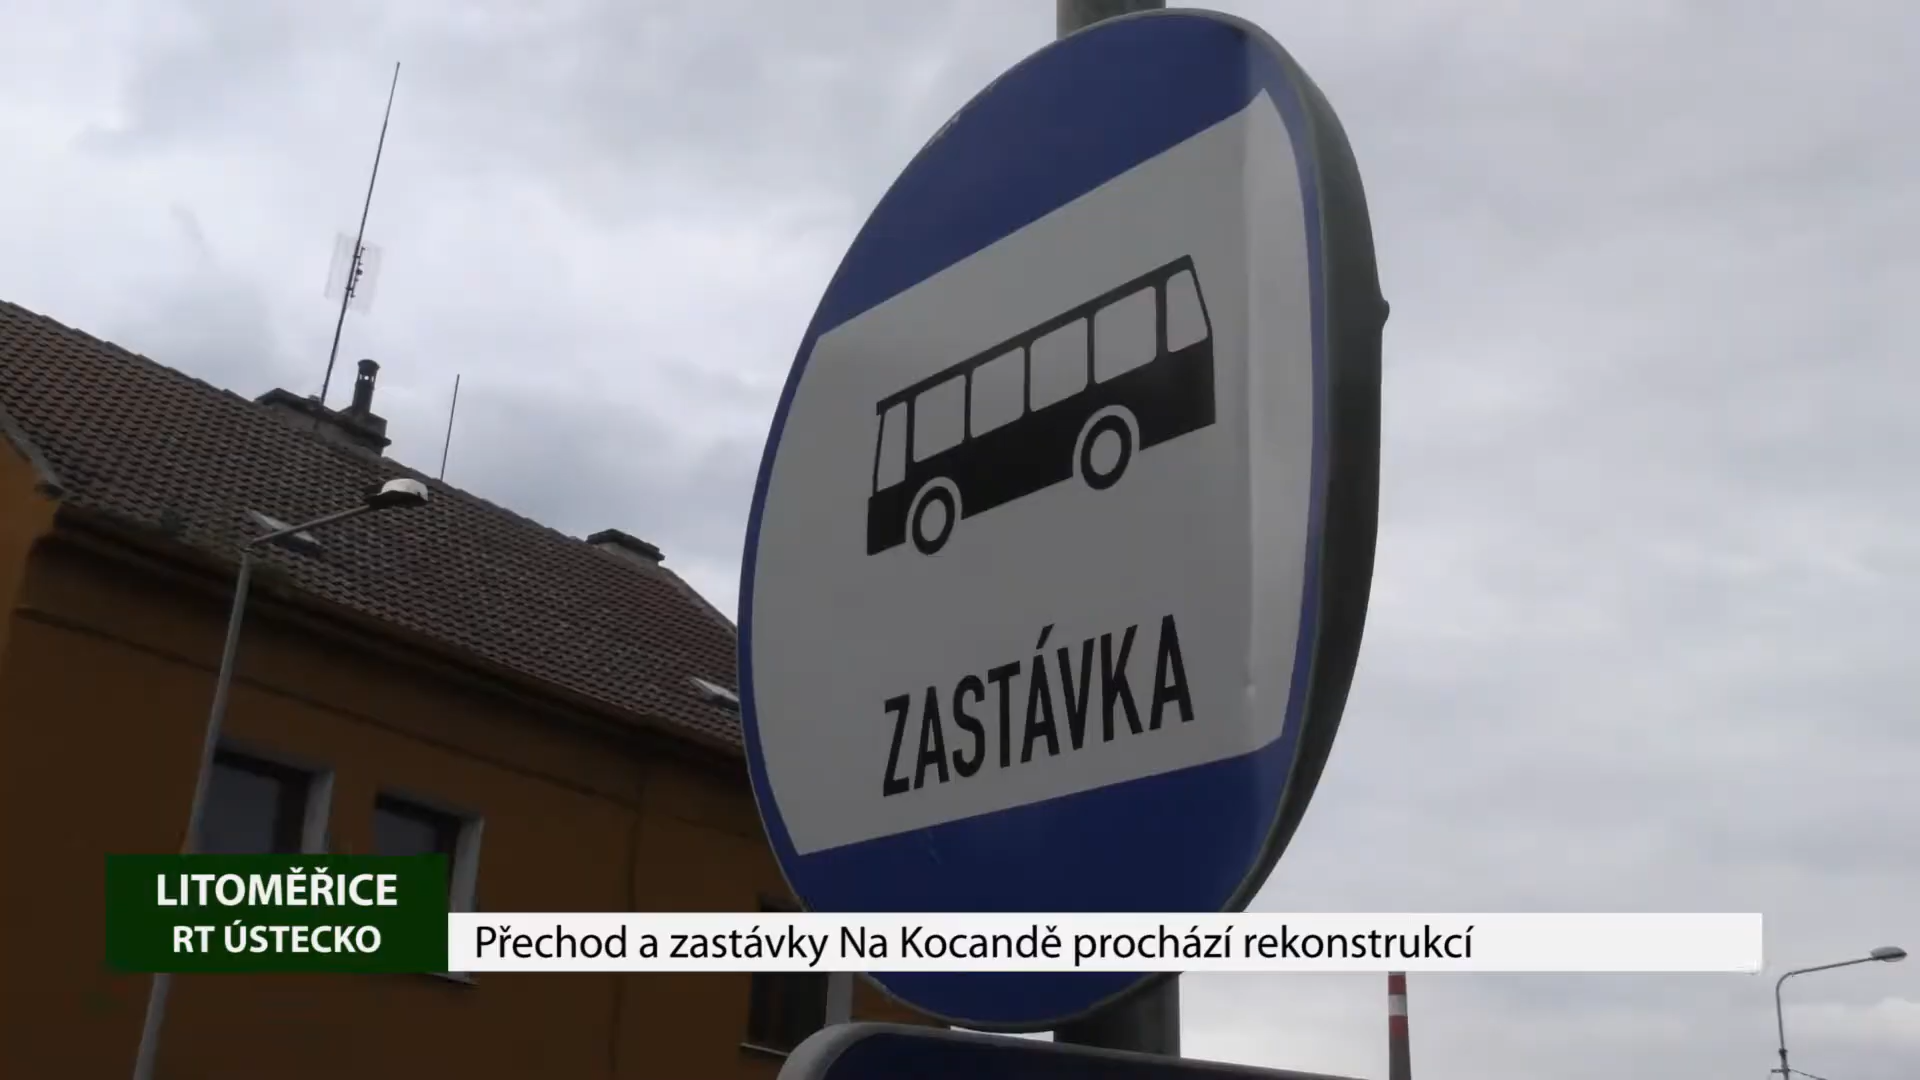 ZASTÁVKA
LITOMĚŘICE
RT ÚSTECKO
Přechod a zastávky Na Kocandě prochází rekonstrukcí